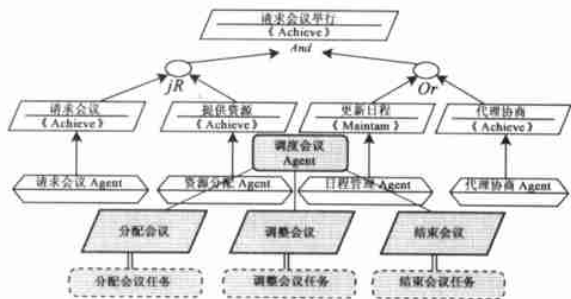 请求会议举行
《 Achieve》
And
jR
Or
请求会议
《 Achieve》
提供资源
《 Achieve》
更新日程
《 Maintam 》
代理协商
《 Achieve》
调度会议
Agent
请求会议 Agent
资源分配 Agent
日程管理 Agent
代理协商 Agent
分配会议
调整会议
结束会议
分配会议任务
调整会议任务
结束会议任务